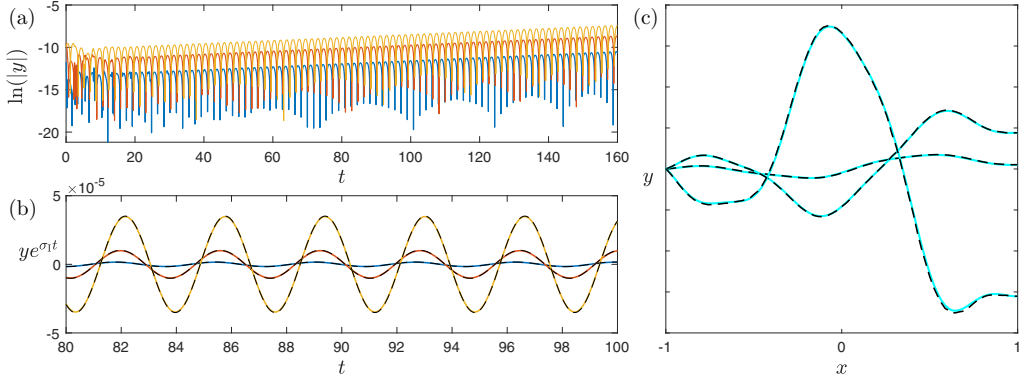 (a)
ln(|y|)
-5
-10
-15
-20
0 20 40 60 80 100 120 140 160
t
(b)
×10⁻⁵
ye^{σ_I t}
5
0
-5
80 82 84 86 88 90 92 94 96 98 100
t
(c)
y
-1 0 1
x